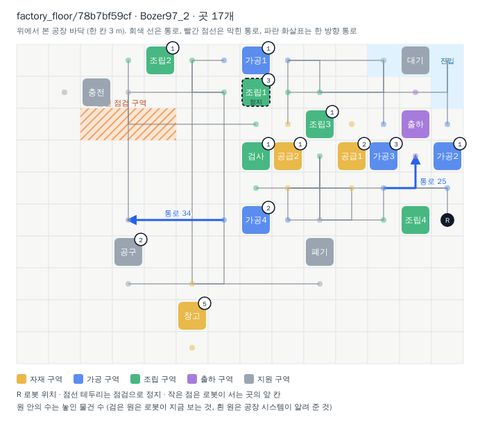 factory_floor/78b7bf59cf · Bozer97_2 · 곳 17개
위에서 본 공장 바닥 (한 칸 3 m). 회색 선은 통로, 빨간 점선은 막힌 통로, 파란 화살표는 한 방향 통로
조립2 1
가공1 1
대기
전립
충전
점검 구역
조립1 3
정지
조립3 1
출하
검사 1
공급2 1
공급1 2
가공3 3
가공2 1
통로 25
통로 34
가공4 2
조립4
R
공구 2
폐기
창고 5
자재 구역 가공 구역 조립 구역 출하 구역 지원 구역
R 로봇 위치 · 점선 테두리는 점검으로 정지 · 작은 점은 로봇이 서는 곳의 앞 칸
원 안의 수는 놓인 물건 수 (검은 원은 로봇이 지금 보는 것, 흰 원은 공장 시스템이 알려 준 것)